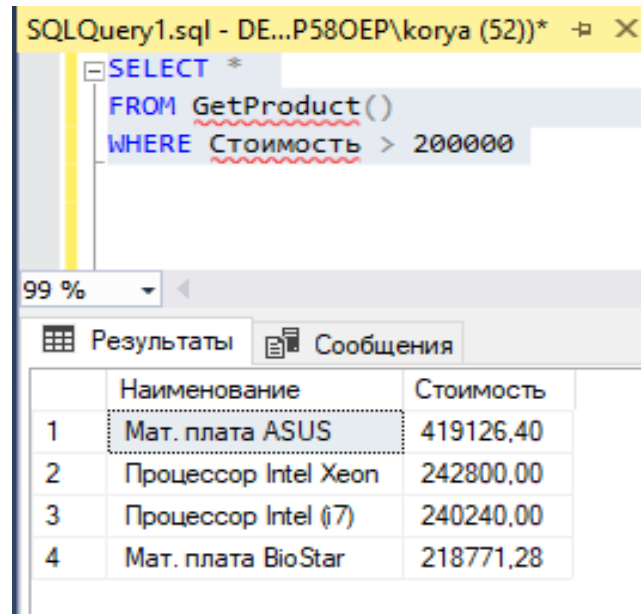 SQLQuery1.sql - DE...P58OEP\korya (52))*
SELECT *
FROM GetProduct()
WHERE Стоимость > 200000
99 %
Результаты Сообщения
Наименование Стоимость
1 Мат. плата ASUS 419126,40
2 Процессор Intel Xeon 242800,00
3 Процессор Intel (i7) 240240,00
4 Мат. плата BioStar 218771,28